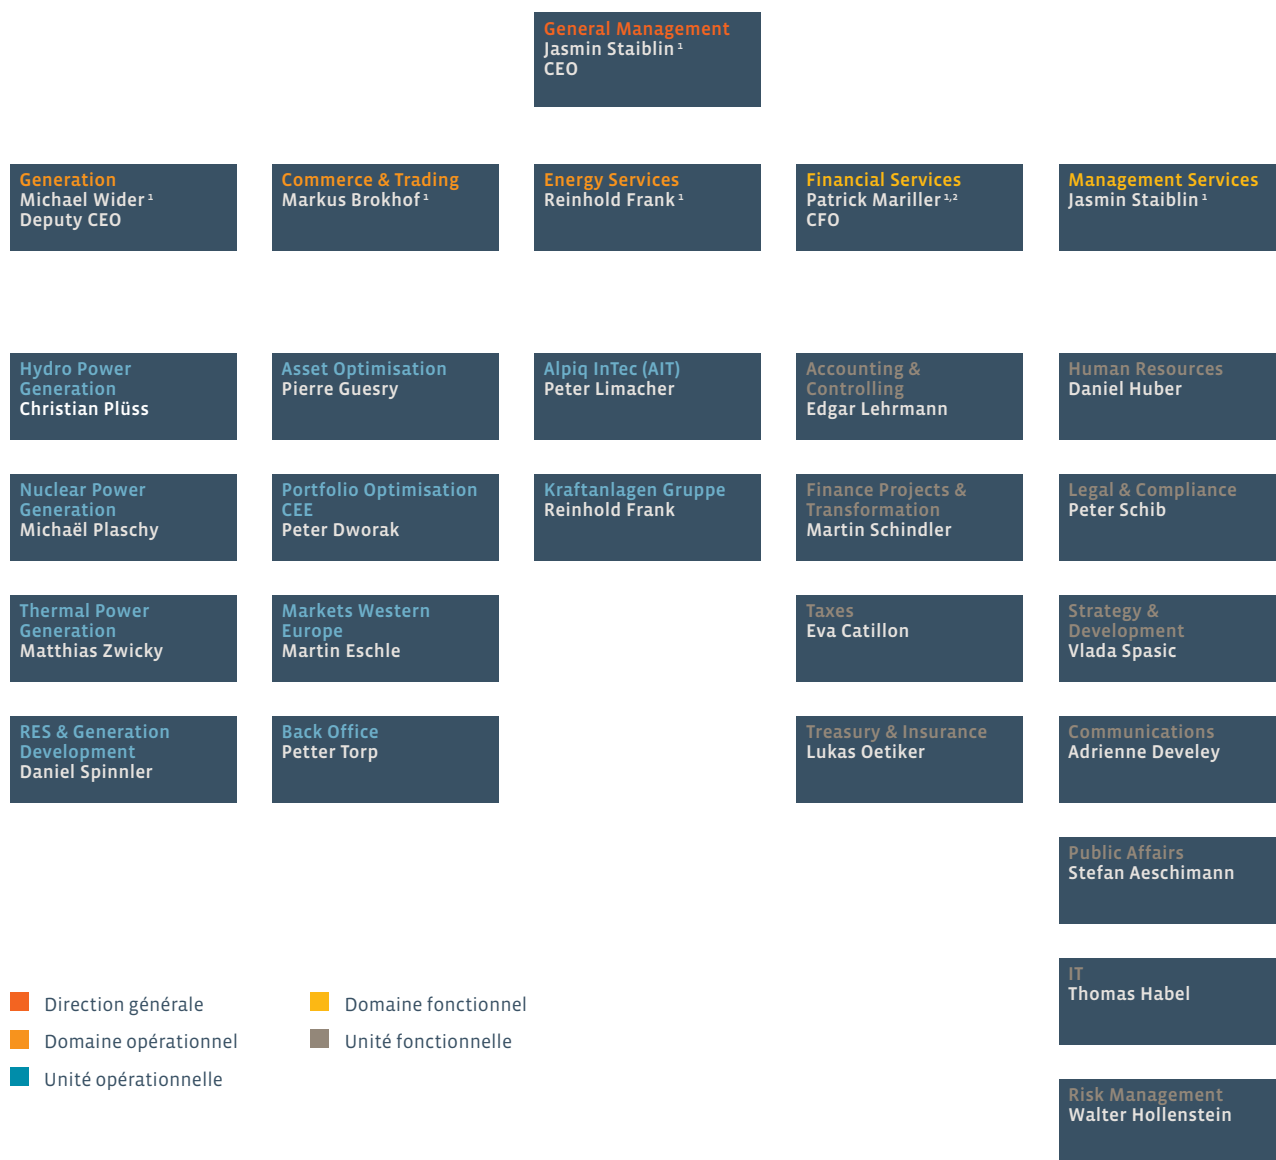 General Management
Jasmin Staiblin 1
CEO
Generation
Michael Wider 1
Deputy CEO
Commerce & Trading
Markus Brokhof 1
Energy Services
Reinhold Frank 1
Financial Services
Patrick Mariller 1,2
CFO
Management Services
Jasmin Staiblin 1
Hydro Power
Generation
Christian Plüss
Asset Optimisation
Pierre Guesry
Alpiq InTec (AIT)
Peter Limacher
Accounting &
Controlling
Edgar Lehrmann
Human Resources
Daniel Huber
Nuclear Power
Generation
Michaël Plaschy
Portfolio Optimisation
CEE
Peter Dworak
Kraftanlagen Gruppe
Reinhold Frank
Finance Projects &
Transformation
Martin Schindler
Legal & Compliance
Peter Schib
Thermal Power
Generation
Matthias Zwicky
Markets Western
Europe
Martin Eschle
Taxes
Eva Catillon
Strategy &
Development
Vlada Spasic
RES & Generation
Development
Daniel Spinnler
Back Office
Petter Torp
Treasury & Insurance
Lukas Oetiker
Communications
Adrienne Develey
Public Affairs
Stefan Aeschimann
IT
Thomas Habel
Risk Management
Walter Hollenstein
Direction générale
Domaine opérationnel
Unité opérationnelle
Domaine fonctionnel
Unité fonctionnelle